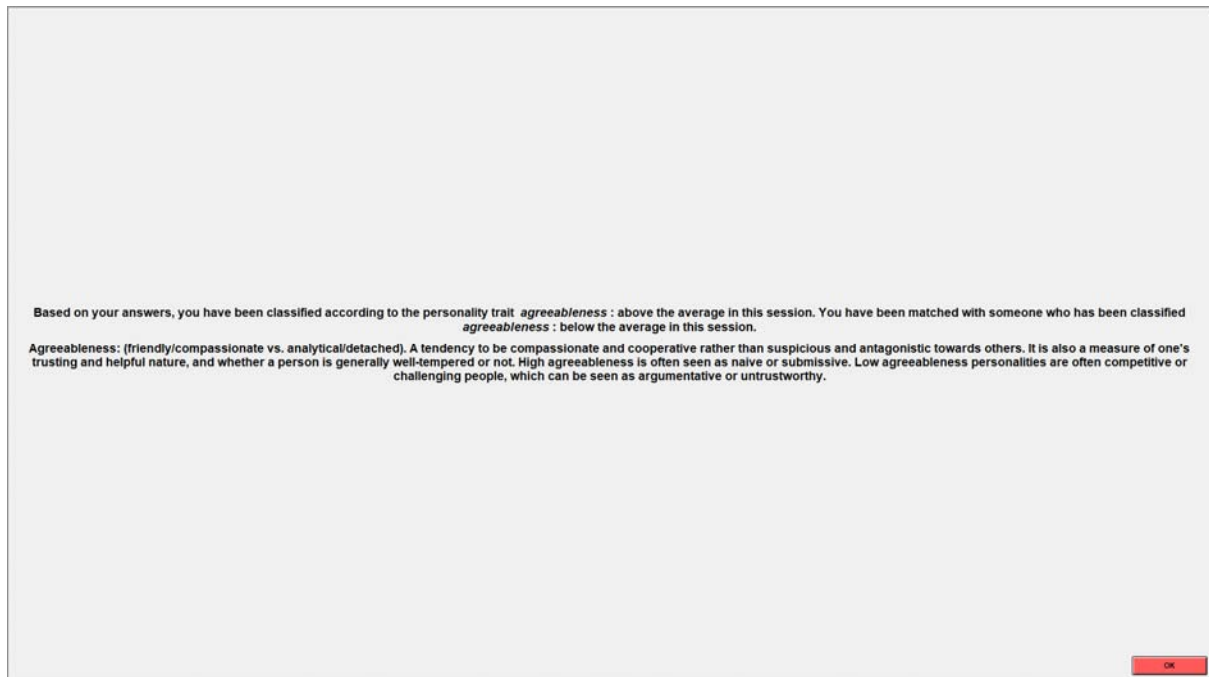 Based on your answers, you have been classified according to the personality trait agreeableness : above the average in this session. You have been matched with someone who has been classified
agreeableness : below the average in this session.
Agreeableness: (friendly/compassionate vs. analytical/detached). A tendency to be compassionate and cooperative rather than suspicious and antagonistic towards others. It is also a measure of one's
trusting and helpful nature, and whether a person is generally well-tempered or not. High agreeableness is often seen as naive or submissive. Low agreeableness personalities are often competitive or
challenging people, which can be seen as argumentative or untrustworthy.
OK